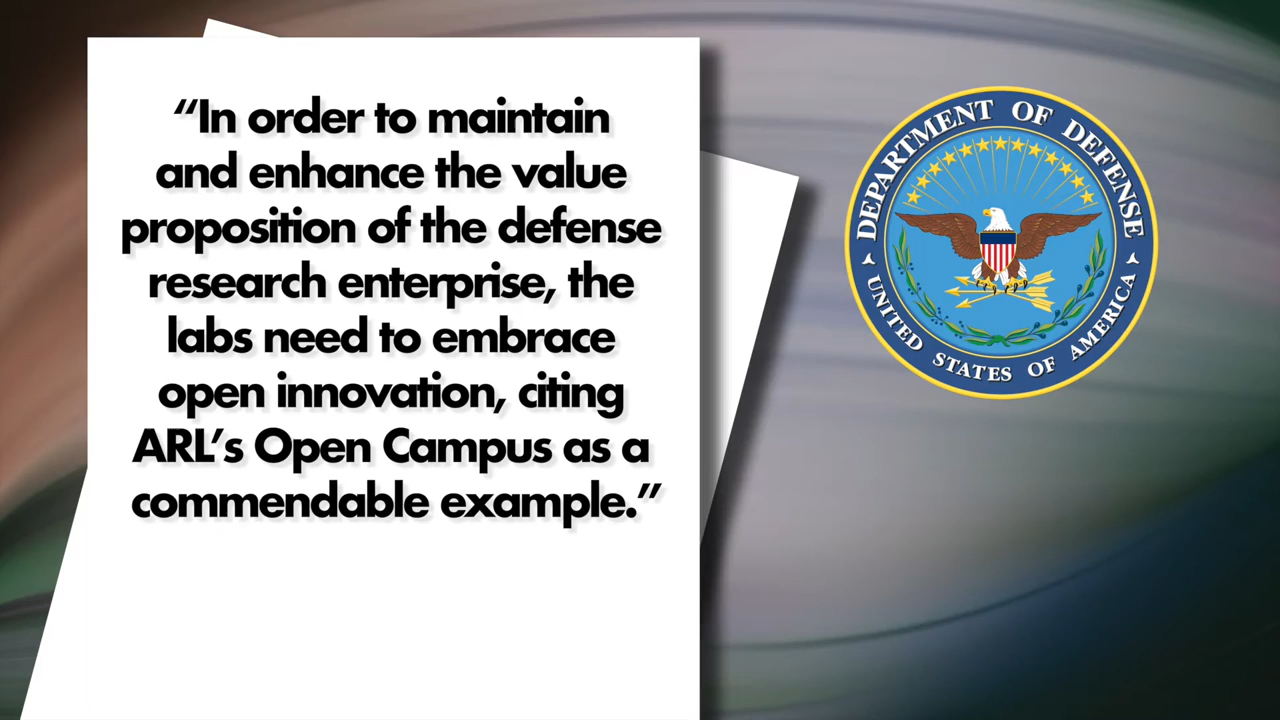 “In order to maintain
and enhance the value
proposition of the defense
research enterprise, the
labs need to embrace
open innovation, citing
ARL’s Open Campus as a
commendable example.”
DEPARTMENT OF DEFENSE
UNITED STATES OF AMERICA